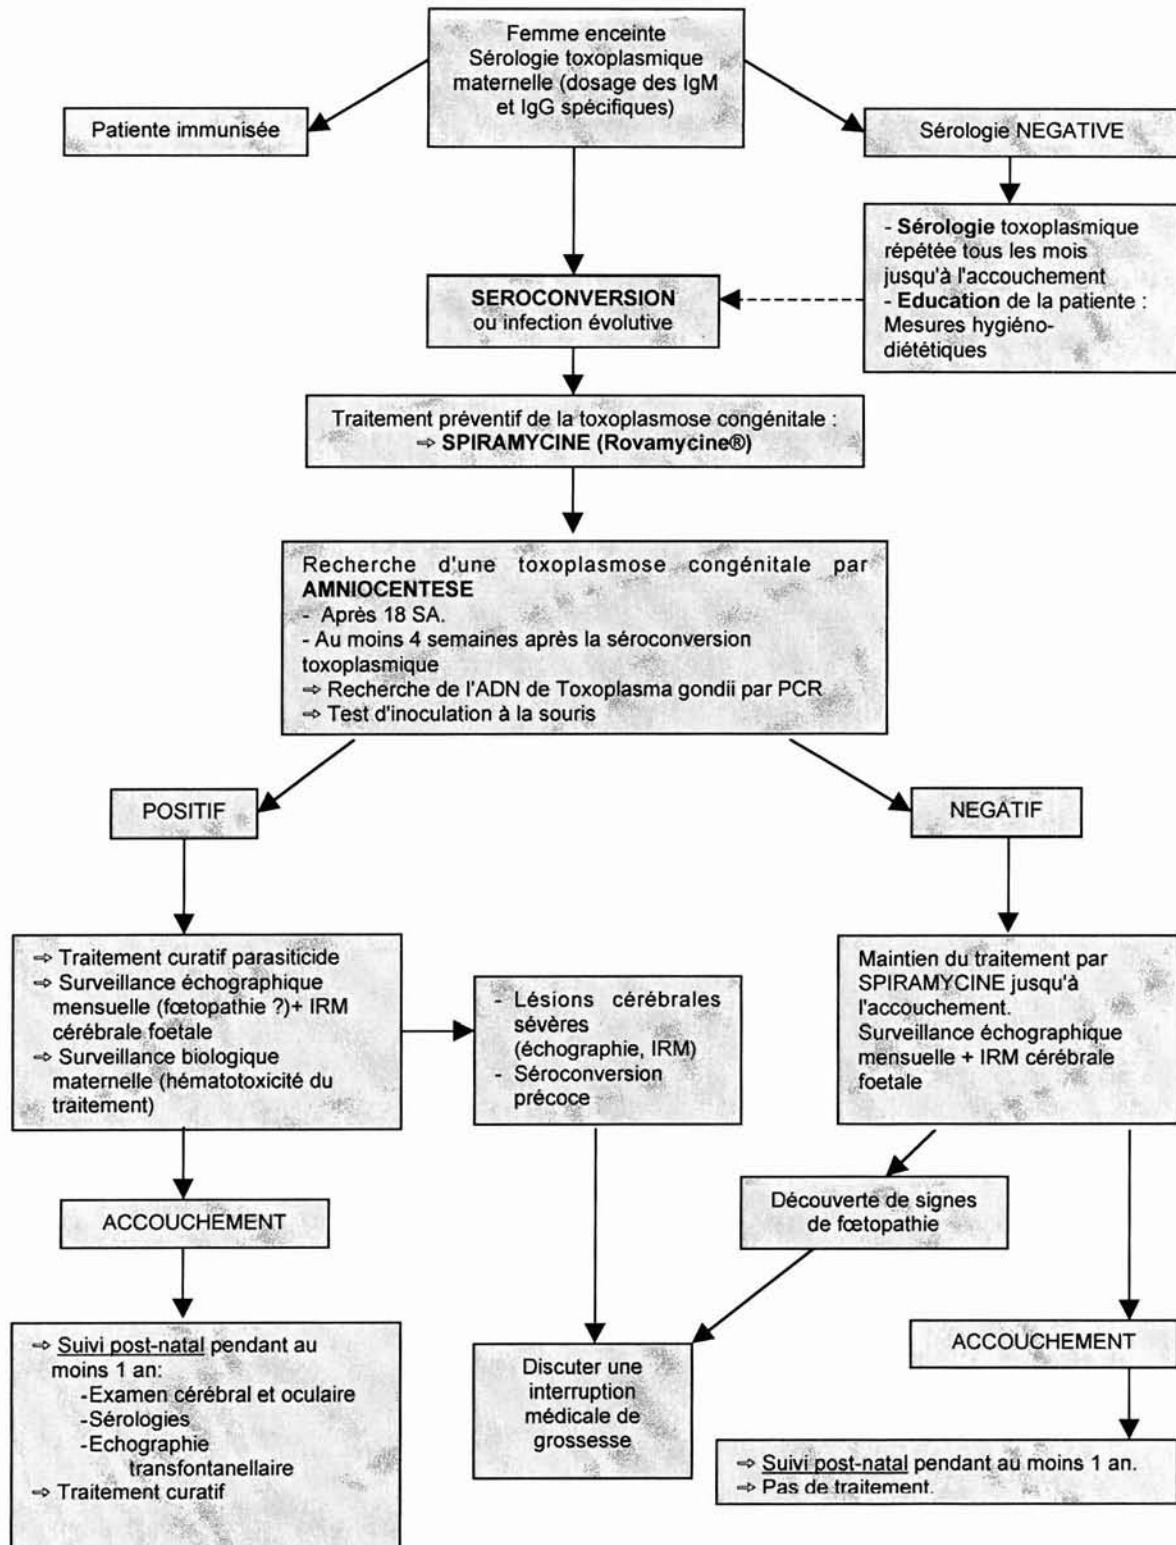 Femme enceinte
Sérologie toxoplasmique
maternelle (dosage des IgM
et IgG spécifiques)
Patiente immunisée
Sérologie NEGATIVE
- Sérologie toxoplasmique
répétée tous les mois
jusqu'à l'accouchement
- Education de la patiente :
Mesures hygiéno-
diététiques
SEROCONVERSION
ou infection évolutive
Traitement préventif de la toxoplasmose congénitale :
⇒ SPIRAMYCINE (Rovamycine®)
Recherche d'une toxoplasmose congénitale par
AMNIOCENTESE
- Après 18 SA.
- Au moins 4 semaines après la séroconversion
toxoplasmique
⇒ Recherche de l'ADN de Toxoplasma gondii par PCR
⇒ Test d'inoculation à la souris
POSITIF
NEGATIF
⇒ Traitement curatif parasiticide
⇒ Surveillance échographique
mensuelle (fœtopathie ?)+ IRM
cérébrale foetale
⇒ Surveillance biologique
maternelle (hématotoxicité du
traitement)
- Lésions cérébrales
sévères
(échographie, IRM)
- Séroconversion
précoce
Maintien du traitement par
SPIRAMYCINE jusqu'à
l'accouchement.
Surveillance échographique
mensuelle + IRM cérébrale
foetale
ACCOUCHEMENT
Découverte de signes
de fœtopathie
⇒ Suivi post-natal pendant au
moins 1 an:
-Examen cérébral et oculaire
-Sérologies
-Echographie
transfontanellaire
⇒ Traitement curatif
Discuter une
interruption
médicale de
grossesse
ACCOUCHEMENT
⇒ Suivi post-natal pendant au moins 1 an.
⇒ Pas de traitement.